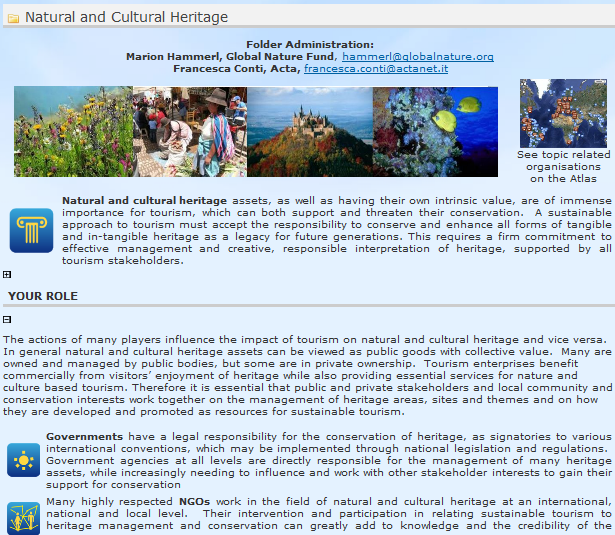 Natural and Cultural Heritage
Folder Administration:
Marion Hammerl, Global Nature Fund, hammerl@globalnature.org
Francesca Conti, Acta, francesca.conti@actanet.it
See topic related
organisations
on the Atlas
Natural and cultural heritage assets, as well as having their own intrinsic value, are of immense
importance for tourism, which can both support and threaten their conservation. A sustainable
approach to tourism must accept the responsibility to conserve and enhance all forms of tangible
and in-tangible heritage as a legacy for future generations. This requires a firm commitment to
effective management and creative, responsible interpretation of heritage, supported by all
tourism stakeholders.
YOUR ROLE
The actions of many players influence the impact of tourism on natural and cultural heritage and vice versa.
In general natural and cultural heritage assets can be viewed as public goods with collective value. Many are
owned and managed by public bodies, but some are in private ownership. Tourism enterprises benefit
commercially from visitors' enjoyment of heritage while also providing essential services for nature and
culture based tourism. Therefore it is essential that public and private stakeholders and local community and
conservation interests work together on the management of heritage areas, sites and themes and on how
they are developed and promoted as resources for sustainable tourism.
Governments have a legal responsibility for the conservation of heritage, as signatories to various
international conventions, which may be implemented through national legislation and regulations.
Government agencies at all levels are directly responsible for the management of many heritage
assets, while increasingly needing to influence and work with other stakeholder interests to gain their
support for conservation
Many highly respected NGOs work in the field of natural and cultural heritage at an international,
national and local level. Their intervention and participation in relating sustainable tourism to
heritage management and conservation can greatly add to knowledge and the credibility of the